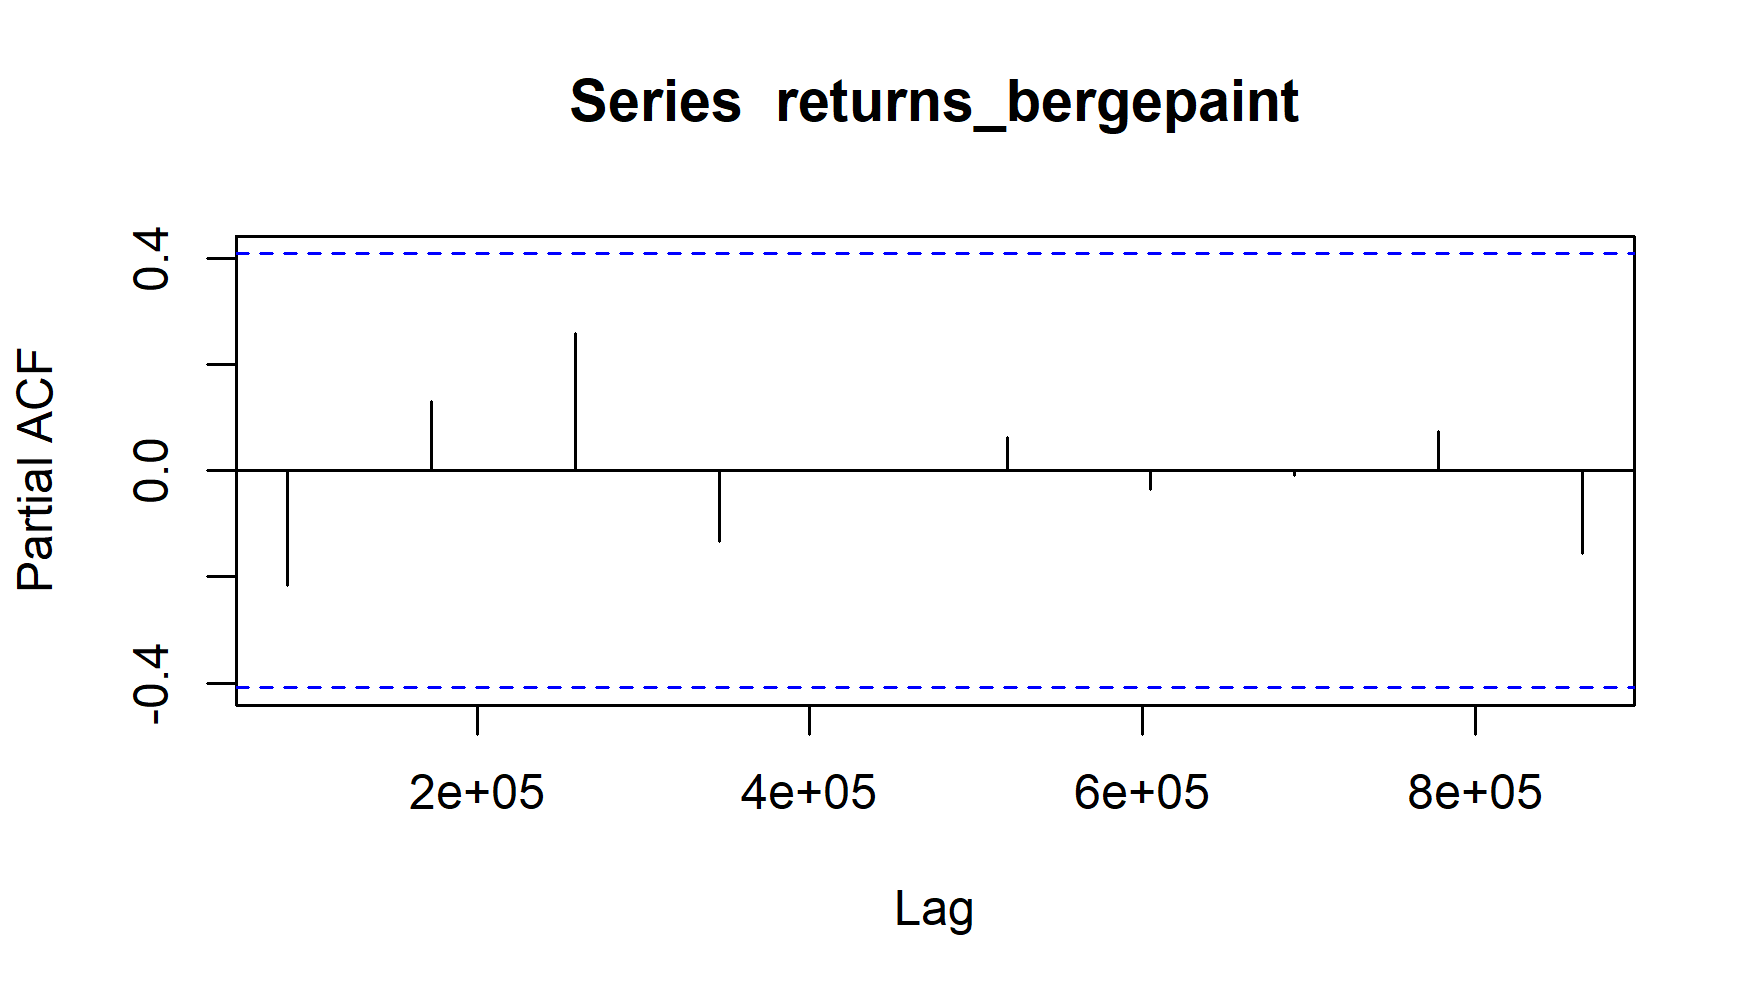 Series  returns_bergepaint
0.4
0.0
-0.4
Partial ACF
2e+05
4e+05
6e+05
8e+05
Lag